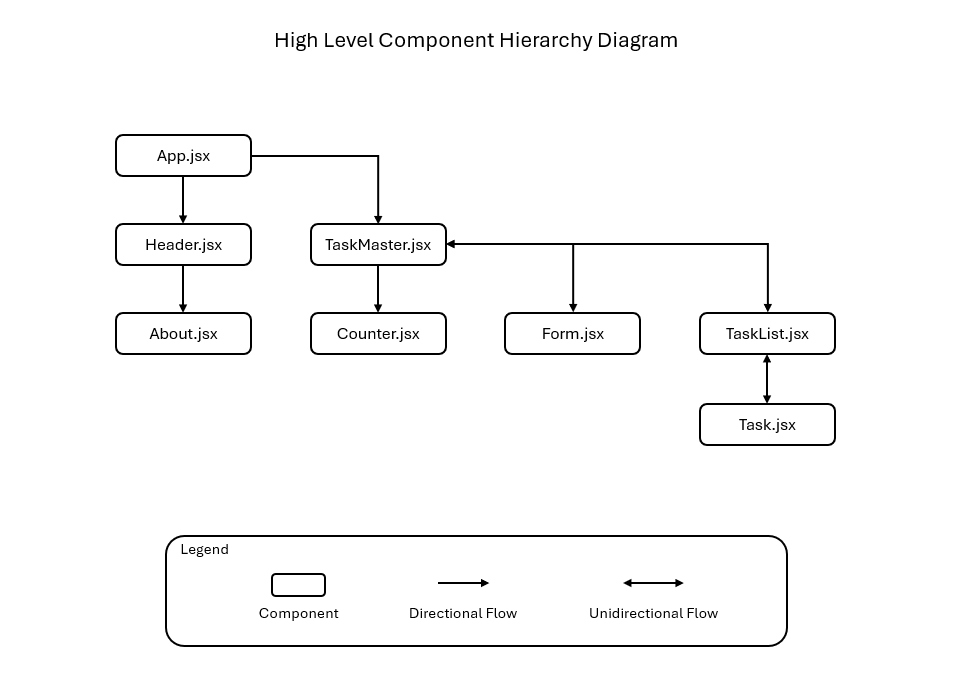 High Level Component Hierarchy Diagram
App.jsx
Header.jsx
TaskMaster.jsx
About.jsx
Counter.jsx
Form.jsx
TaskList.jsx
Task.jsx
Legend
Component
Directional Flow
Unidirectional Flow